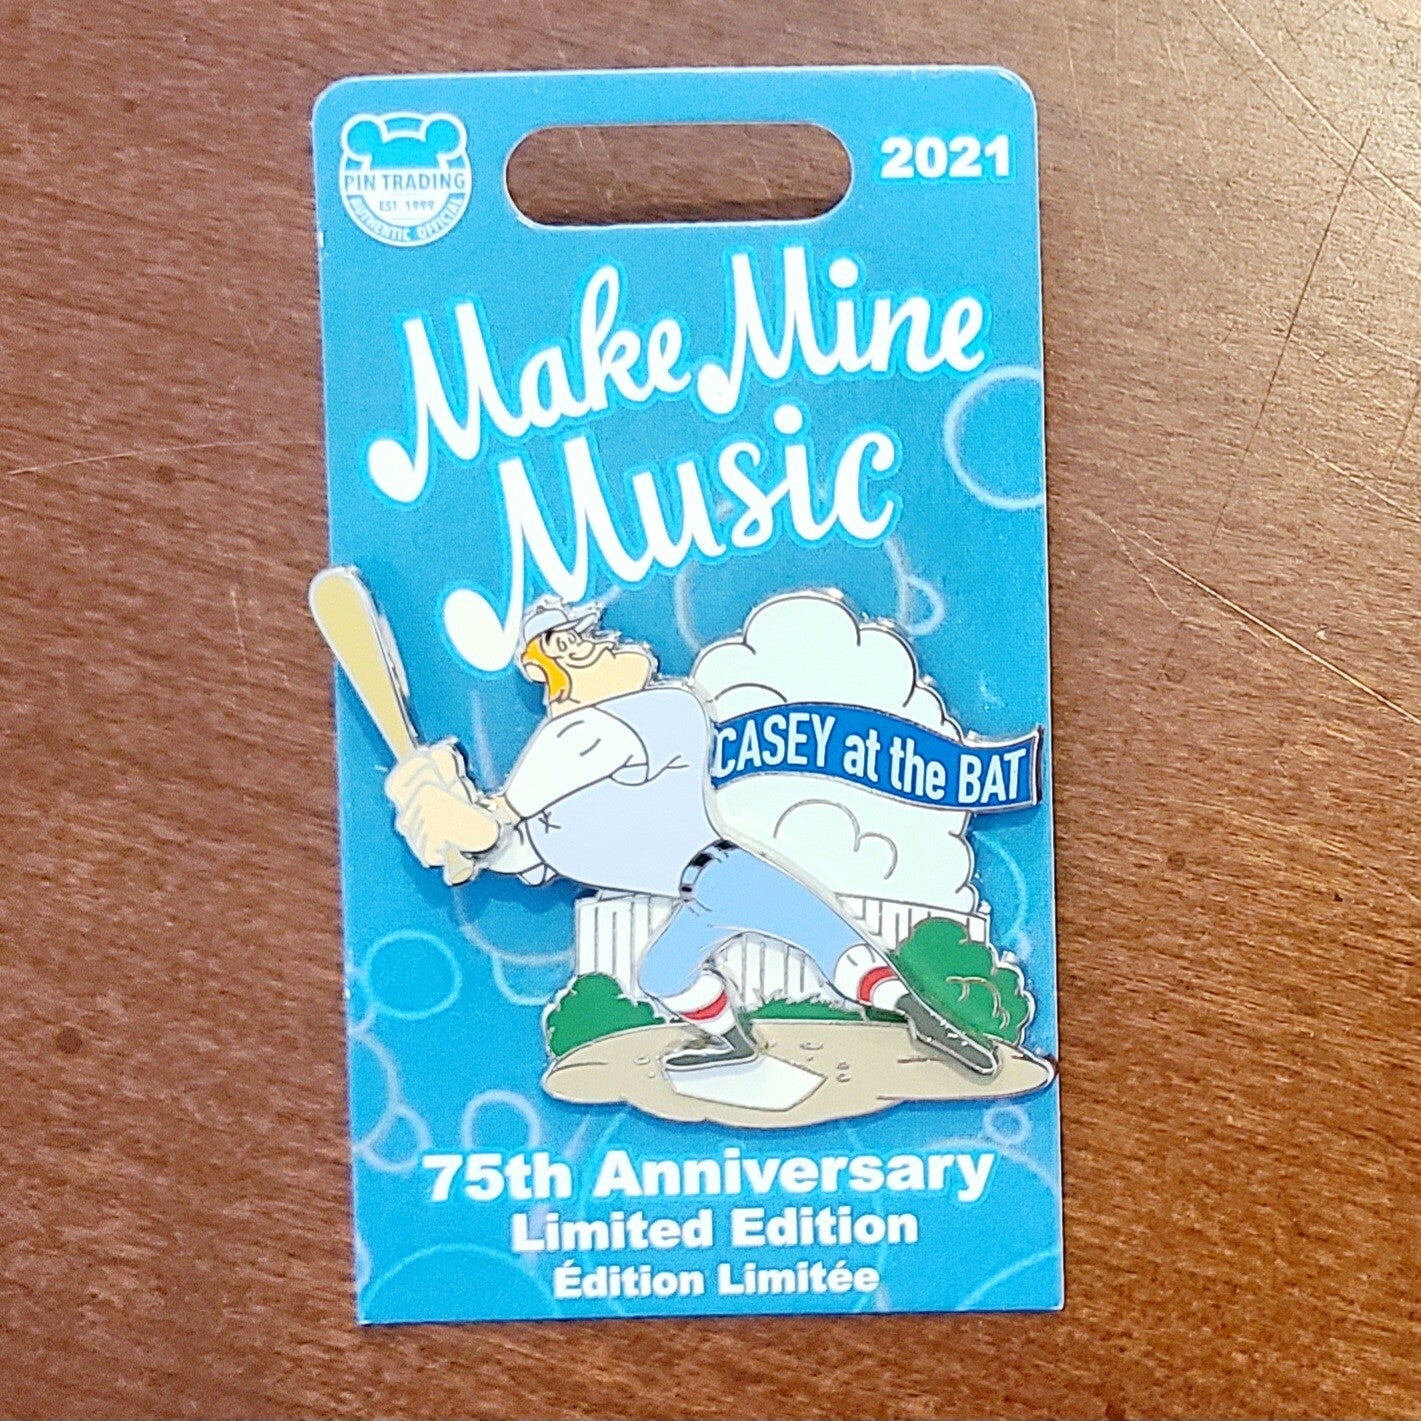 PIN TRADING
EST. 1999
AUTHENTIC OFFICIAL
2021
Make Mine
Music
CASEY at the BAT
75th Anniversary
Limited Edition
Édition Limitée